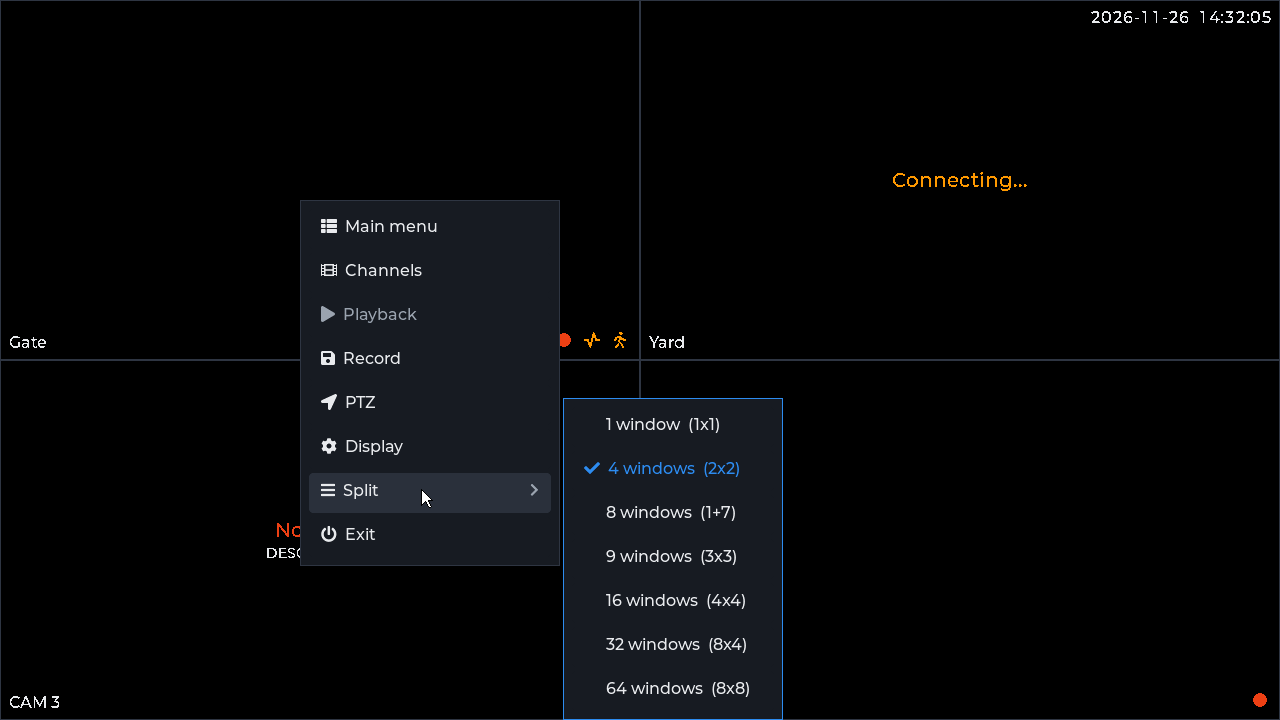 2026-11-26 14:32:05
Connecting...
Gate
Yard
Main menu
Channels
Playback
Record
PTZ
Display
Split
Exit
1 window (1x1)
4 windows (2x2)
8 windows (1+7)
9 windows (3x3)
16 windows (4x4)
32 windows (8x4)
64 windows (8x8)
CAM 3